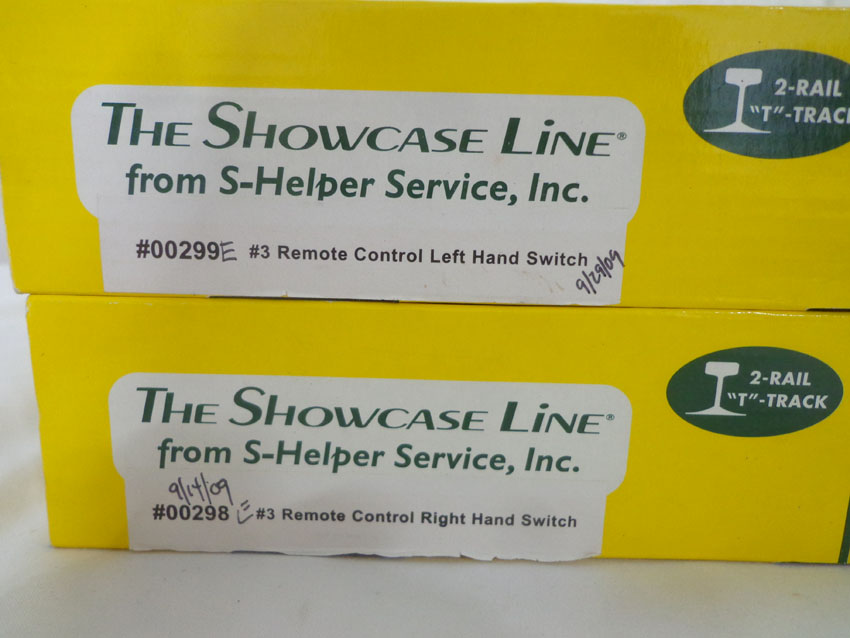 THE SHOWCASE LINE®
from S-Helper Service, Inc.
#00299E #3 Remote Control Left Hand Switch
9/29/09
2-RAIL
"T"-TRACK
THE SHOWCASE LINE®
from S-Helper Service, Inc.
9/14/09
#00298 E #3 Remote Control Right Hand Switch
2-RAIL
"T"-TRACK